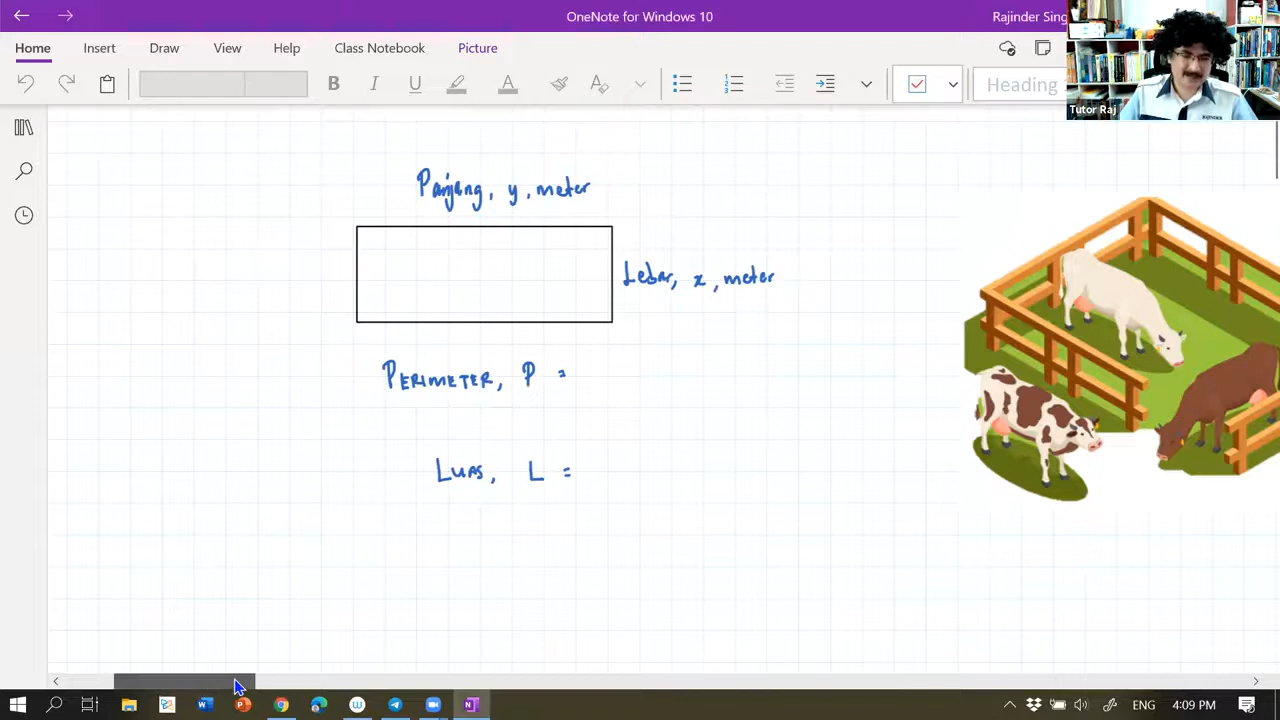 OneNote for Windows 10
Rajinder Sing
Home Insert Draw View Help Class Notebook Picture
B I U A Heading
Tutor Raj
Panjang, y, meter
Lebar, x, meter
PERIMETER, P =
LUAS, L =
ENG 4:09 PM